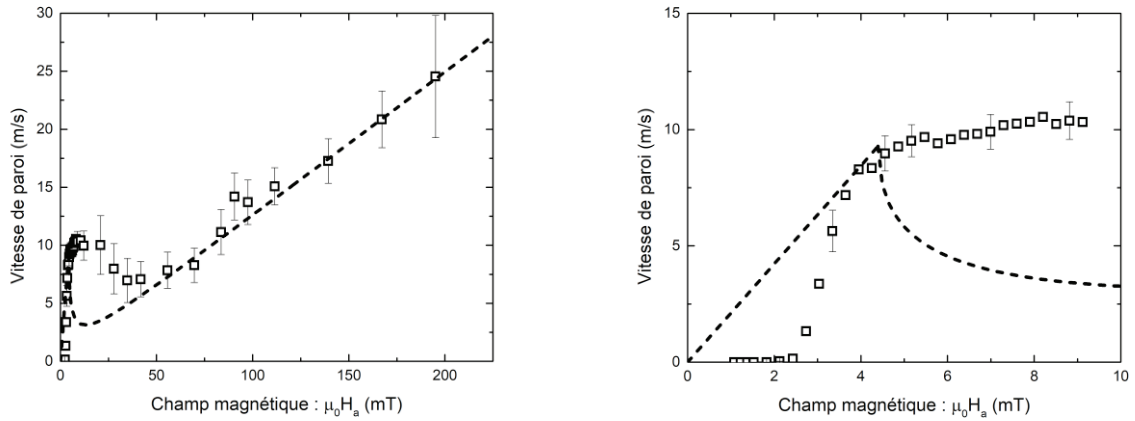 30
25
20
15
10
5
0
Vitesse de paroi (m/s)
0 50 100 150 200
Champ magnétique : μ₀Hₐ (mT)
15
10
5
0
Vitesse de paroi (m/s)
0 2 4 6 8 10
Champ magnétique : μ₀Hₐ (mT)